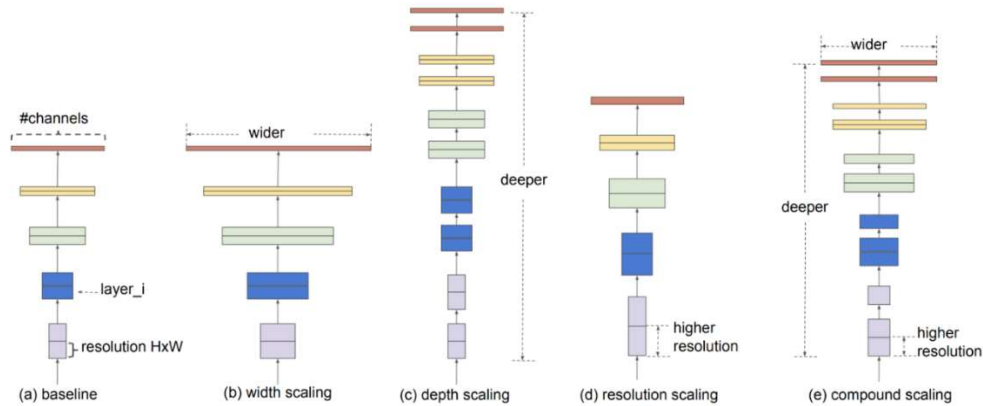 #channels
layer_i
resolution HxW
(a) baseline
wider
(b) width scaling
deeper
(c) depth scaling
higher
resolution
(d) resolution scaling
wider
deeper
higher
resolution
(e) compound scaling